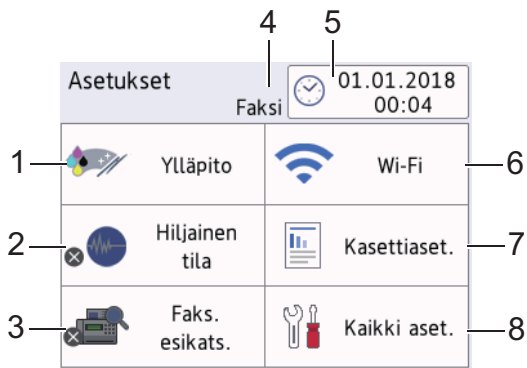 4 5
Asetukset
Faksi
01.01.2018
00:04
1 Ylläpito
Wi-Fi 6
2 Hiljainen
tila
Kasettiaset. 7
3 Faks.
esikats.
Kaikki aset. 8